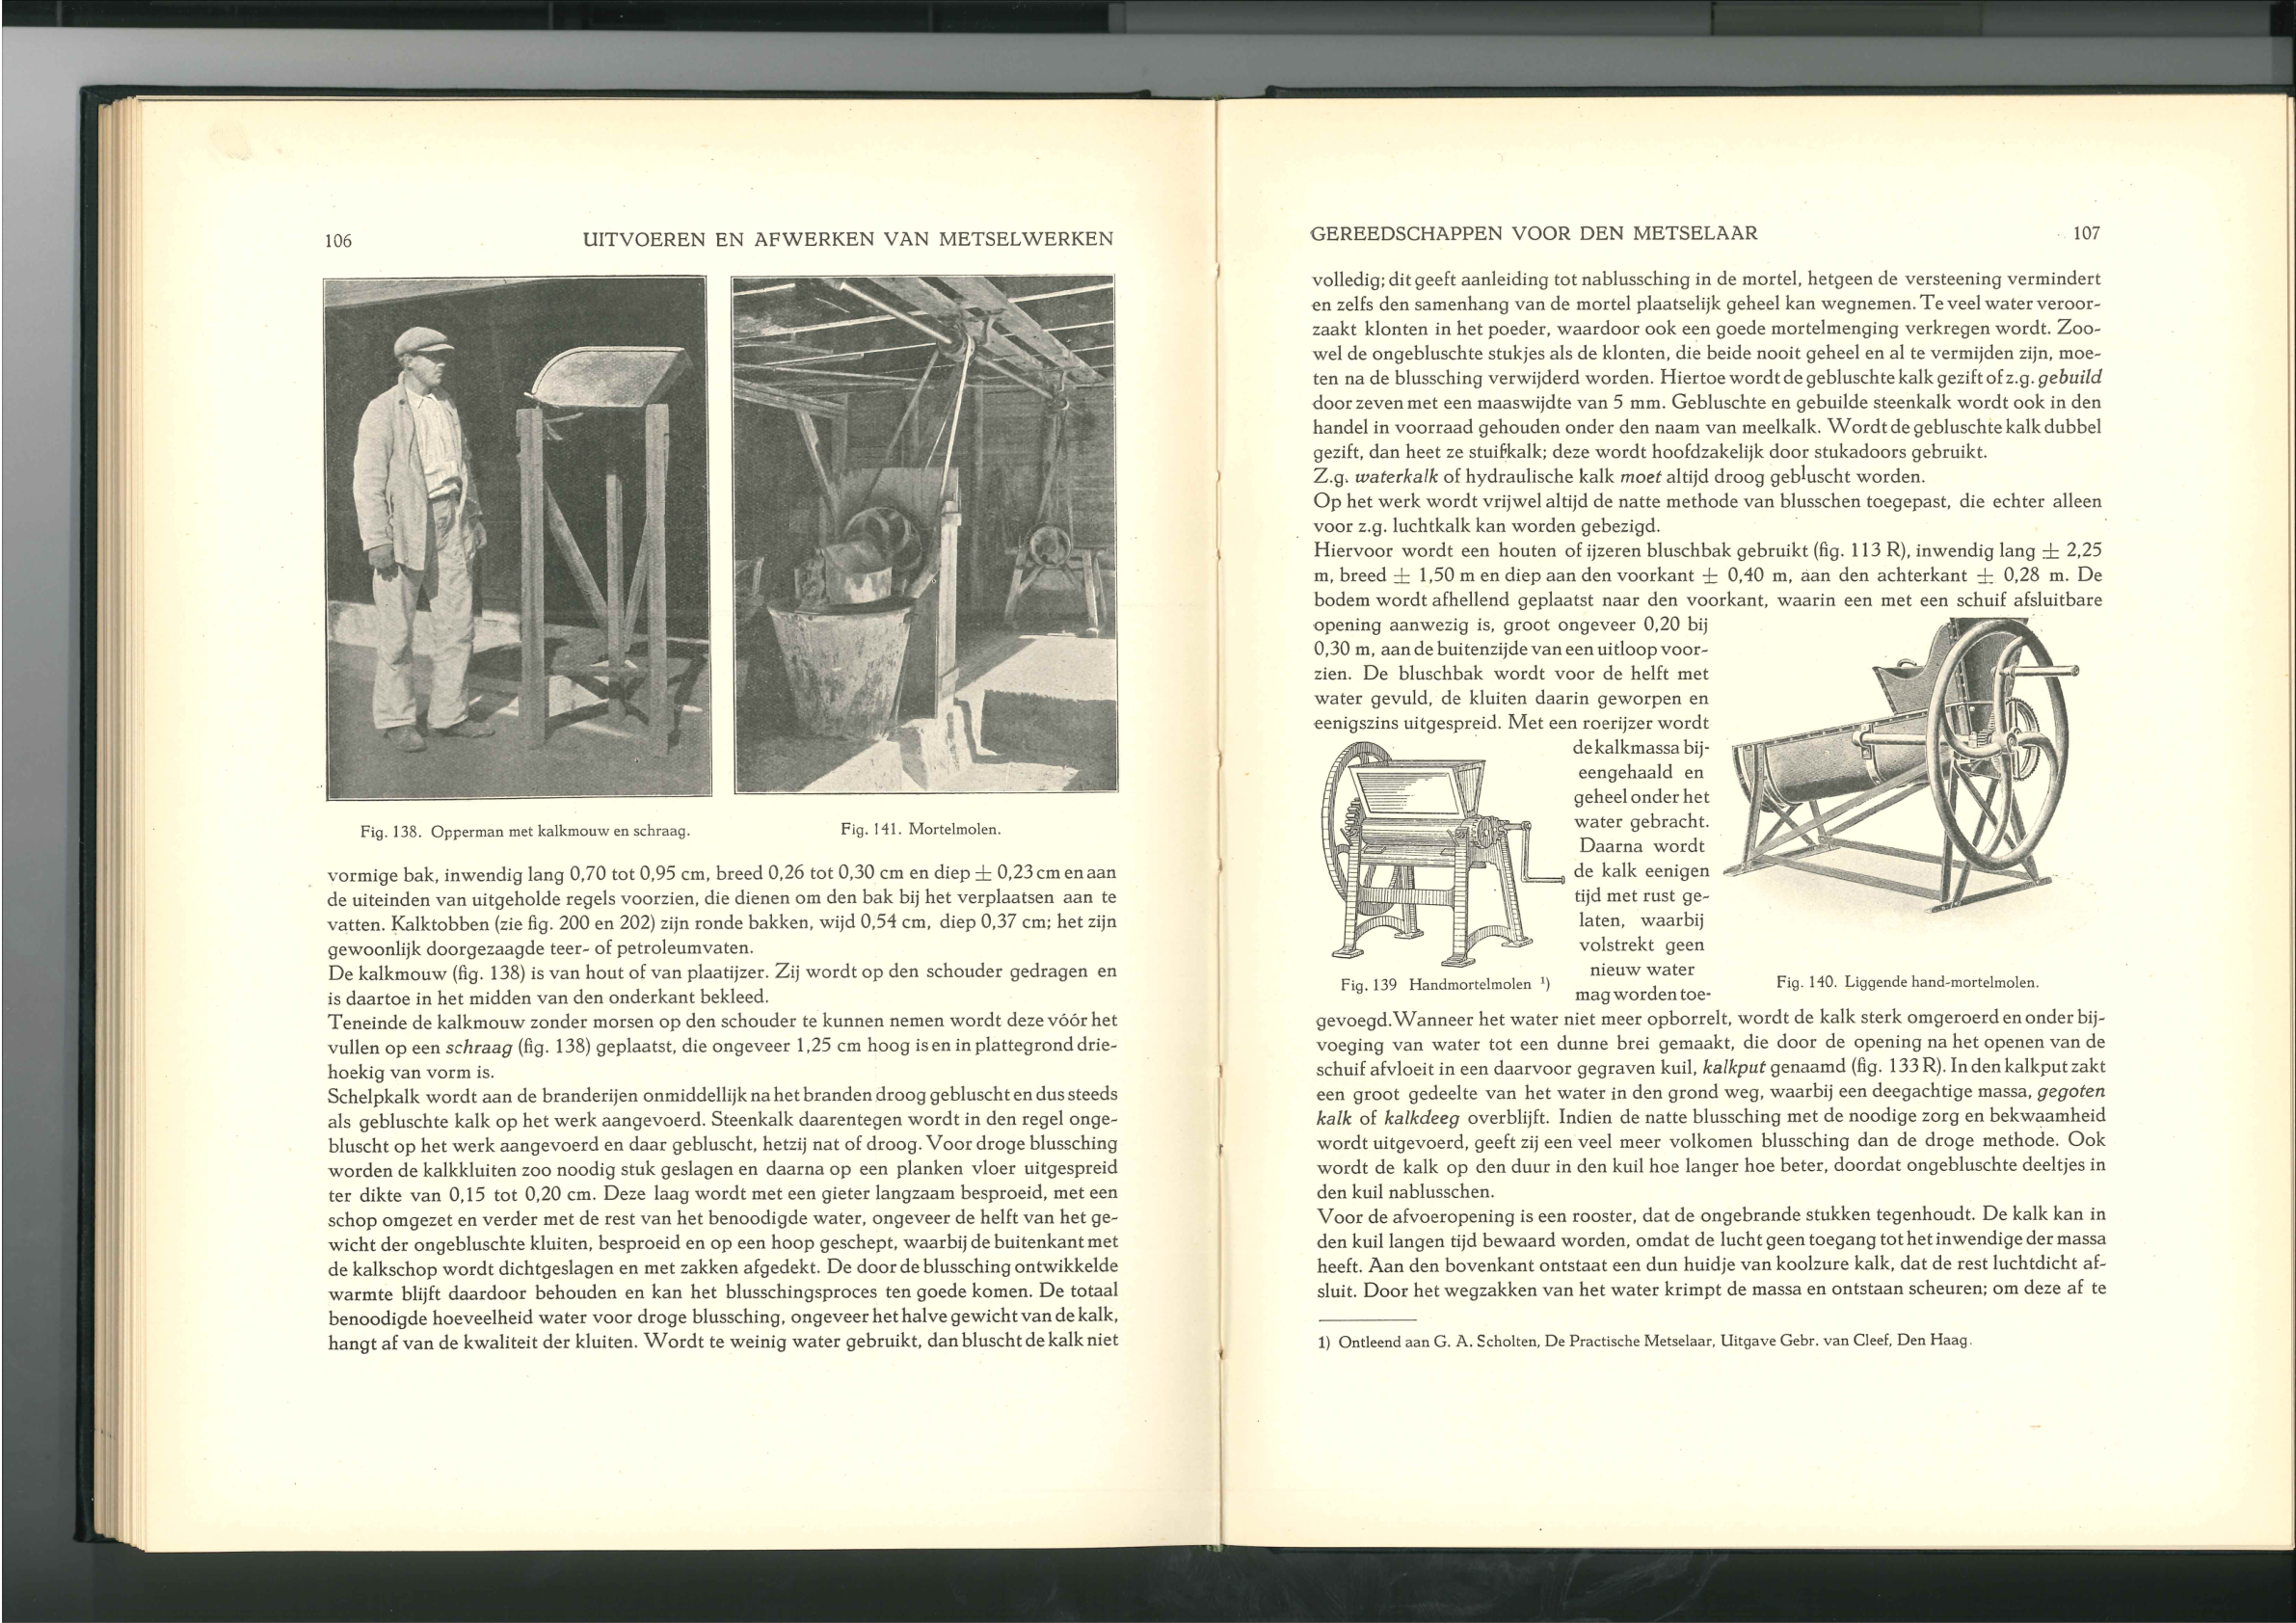 106
UITVOEREN EN AFWERKEN VAN METSELWERKEN
Fig. 138. Opperman met kalkmouw en schraag.
Fig. 141. Mortelmolen.
vormige bak, inwendig lang 0,70 tot 0,95 cm, breed 0,26 tot 0,30 cm en diep ± 0,23 cm en aan
de uiteinden van uitgeholde regels voorzien, die dienen om den bak bij het verplaatsen aan te
vatten. Kalktobben (zie fig. 200 en 202) zijn ronde bakken, wijd 0,54 cm, diep 0,37 cm; het zijn
gewoonlijk doorgezaagde teer- of petroleumvaten.
De kalkmouw (fig. 138) is van hout of van plaatijzer. Zij wordt op den schouder gedragen en
is daartoe in het midden van den onderkant bekleed.
Teneinde de kalkmouw zonder morsen op den schouder te kunnen nemen wordt deze vóór het
vullen op een schraag (fig. 138) geplaatst, die ongeveer 1,25 cm hoog is en in plattegrond drie-
hoekig van vorm is.
Schelpkalk wordt aan de branderijen onmiddellijk na het branden droog gebluscht en dus steeds
als gebluschte kalk op het werk aangevoerd. Steenkalk daarentegen wordt in den regel onge-
bluscht op het werk aangevoerd en daar gebluscht, hetzij nat of droog. Voor droge blussching
worden de kalkkluiten zoo noodig stuk geslagen en daarna op een planken vloer uitgespreid
ter dikte van 0,15 tot 0,20 cm. Deze laag wordt met een gieter langzaam besproeid, met een
schop omgezet en verder met de rest van het benoodigde water, ongeveer de helft van het ge-
wicht der ongebluschte kluiten, besproeid en op een hoop geschept, waarbij de buitenkant met
de kalkschop wordt dichtgeslagen en met zakken afgedekt. De door de blussching ontwikkelde
warmte blijft daardoor behouden en kan het blusschingsproces ten goede komen. De totaal
benoodigde hoeveelheid water voor droge blussching, ongeveer het halve gewicht van de kalk,
hangt af van de kwaliteit der kluiten. Wordt te weinig water gebruikt, dan bluscht de kalk niet
GEREEDSCHAPPEN VOOR DEN METSELAAR
107
volledig; dit geeft aanleiding tot nablussching in de mortel, hetgeen de versteening vermindert
en zelfs den samenhang van de mortel plaatselijk geheel kan wegnemen. Te veel water veroor-
zaakt klonten in het poeder, waardoor ook een goede mortelmenging verkregen wordt. Zoo-
wel de ongebluschte stukjes als de klonten, die beide nooit geheel en al te vermijden zijn, moe-
ten na de blussching verwijderd worden. Hiertoe wordt de gebluschte kalk gezift of z.g. gebuild
door zeven met een maaswijdte van 5 mm. Gebluschte en gebuilde steenkalk wordt ook in den
handel in voorraad gehouden onder den naam van meelkalk. Wordt de gebluschte kalk dubbel
gezift, dan heet ze stuifkalk; deze wordt hoofdzakelijk door stukadoors gebruikt.
Z.g. waterkalk of hydraulische kalk moet altijd droog gebluscht worden.
Op het werk wordt vrijwel altijd de natte methode van blusschen toegepast, die echter alleen
voor z.g. luchtkalk kan worden gebezigd.
Hiervoor wordt een houten of ijzeren bluschbak gebruikt (fig. 113 R), inwendig lang ± 2,25
m, breed ± 1,50 m en diep aan den voorkant ± 0,40 m, aan den achterkant ± 0,28 m. De
bodem wordt afhellend geplaatst naar den voorkant, waarin een met een schuif afsluitbare
opening aanwezig is, groot ongeveer 0,20 bij
0,30 m, aan de buitenzijde van een uitloop voor-
zien. De bluschbak wordt voor de helft met
water gevuld, de kluiten daarin geworpen en
eenigszins uitgespreid. Met een roerijzer wordt
de kalkmassa bij-
eengehaald en
geheel onder het
water gebracht.
Daarna wordt
de kalk eenigen
tijd met rust ge-
laten, waarbij
volstrekt geen
nieuw water
mag worden toe-
Fig. 139 Handmortelmolen ¹)
Fig. 140. Liggende hand-mortelmolen.
gevoegd. Wanneer het water niet meer opborrelt, wordt de kalk sterk omgeroerd en onder bij-
voeging van water tot een dunne brei gemaakt, die door de opening na het openen van de
schuif afvloeit in een daarvoor gegraven kuil, kalkput genaamd (fig. 133 R). In den kalkput zakt
een groot gedeelte van het water in den grond weg, waarbij een deegachtige massa, gegoten
kalk of kalkdeeg overblijft. Indien de natte blussching met de noodige zorg en bekwaamheid
wordt uitgevoerd, geeft zij een veel meer volkomen blussching dan de droge methode. Ook
wordt de kalk op den duur in den kuil hoe langer hoe beter, doordat ongebluschte deeltjes in
den kuil nablusschen.
Voor de afvoeropening is een rooster, dat de ongebrande stukken tegenhoudt. De kalk kan in
den kuil langen tijd bewaard worden, omdat de lucht geen toegang tot het inwendige der massa
heeft. Aan den bovenkant ontstaat een dun huidje van koolzure kalk, dat de rest luchtdicht af-
sluit. Door het wegzakken van het water krimpt de massa en ontstaan scheuren; om deze af te
1) Ontleend aan G. A. Scholten, De Practische Metselaar, Uitgave Gebr. van Cleef, Den Haag.